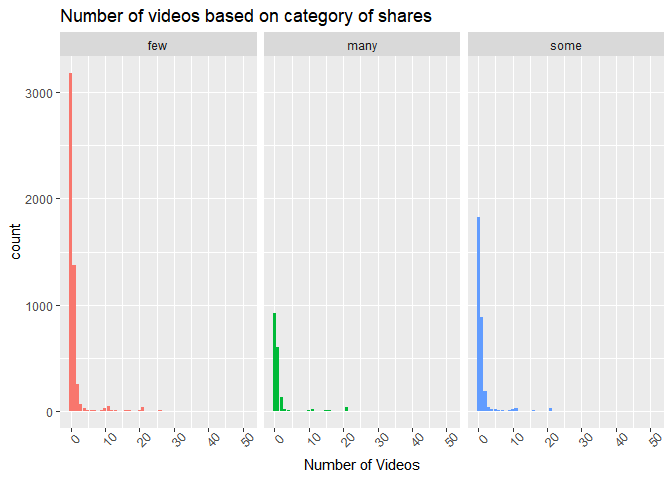 Number of videos based on category of shares
few many some
3000
2000
1000
0
count
0 10 20 30 40 50 0 10 20 30 40 50 0 10 20 30 40 50
Number of Videos